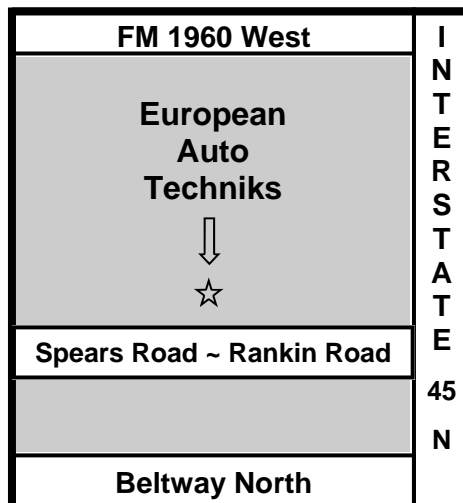 FM 1960 West
European
Auto
Techniks
Spears Road ~ Rankin Road
Beltway North
I
N
T
E
R
S
T
A
T
E
45
N